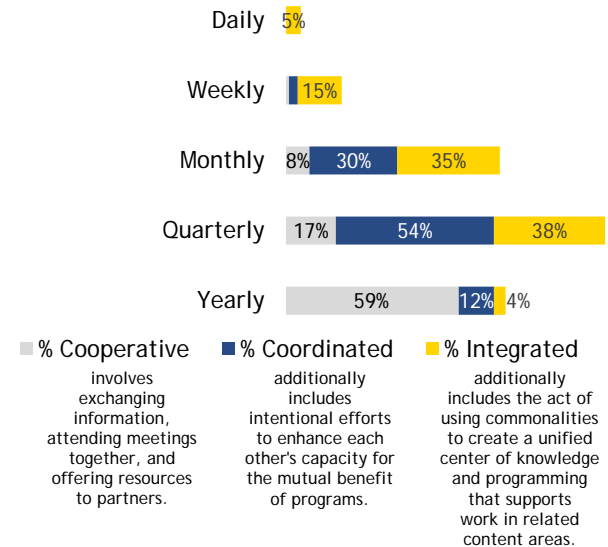 Daily 5%
Weekly 15%
Monthly 8% 30% 35%
Quarterly 17% 54% 38%
Yearly 59% 12% 4%
% Cooperative
involves
exchanging
information,
attending meetings
together, and
offering resources
to partners.
% Coordinated
additionally
includes
intentional efforts
to enhance each
other's capacity for
the mutual benefit
of programs.
% Integrated
additionally
includes the act of
using commonalities
to create a unified
center of knowledge
and programming
that supports
work in related
content areas.